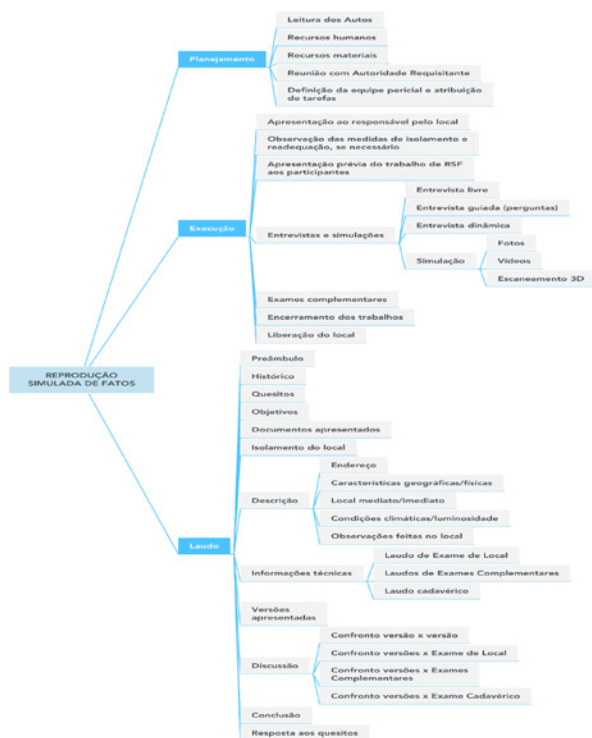 Leitura dos Autos
Recursos humanos
Planejamento
Recursos materiais
Reunião com Autoridade Requisitante
Definição da equipe pericial e atribuição
de tarefas
Apresentação ao responsável pelo local
Observação das medidas de isolamento e
readequação, se necessário
Apresentação prévia do trabalho de RSF
aos participantes
Execução
Entrevistas e simulações
Entrevista livre
Entrevista guiada (perguntas)
Entrevista dinâmica
Simulação
Fotos
Vídeos
Escaneamento 3D
Exames complementares
Encerramento dos trabalhos
Liberação do local
REPRODUÇÃO
SIMULADA DE FATOS
Laudo
Preâmbulo
Histórico
Quesitos
Objetivos
Documentos apresentados
Isolamento do local
Descrição
Endereço
Características geográficas/físicas
Local mediato/imediato
Condições climáticas/luminosidade
Observações feitas no local
Informações técnicas
Laudo de Exame de Local
Laudos de Exames Complementares
Laudo cadavérico
Versões
apresentadas
Discussão
Confronto versão x versão
Confronto versões x Exame de Local
Confronto versões x Exames
Complementares
Confronto versões x Exame Cadavérico
Conclusão
Resposta aos quesitos